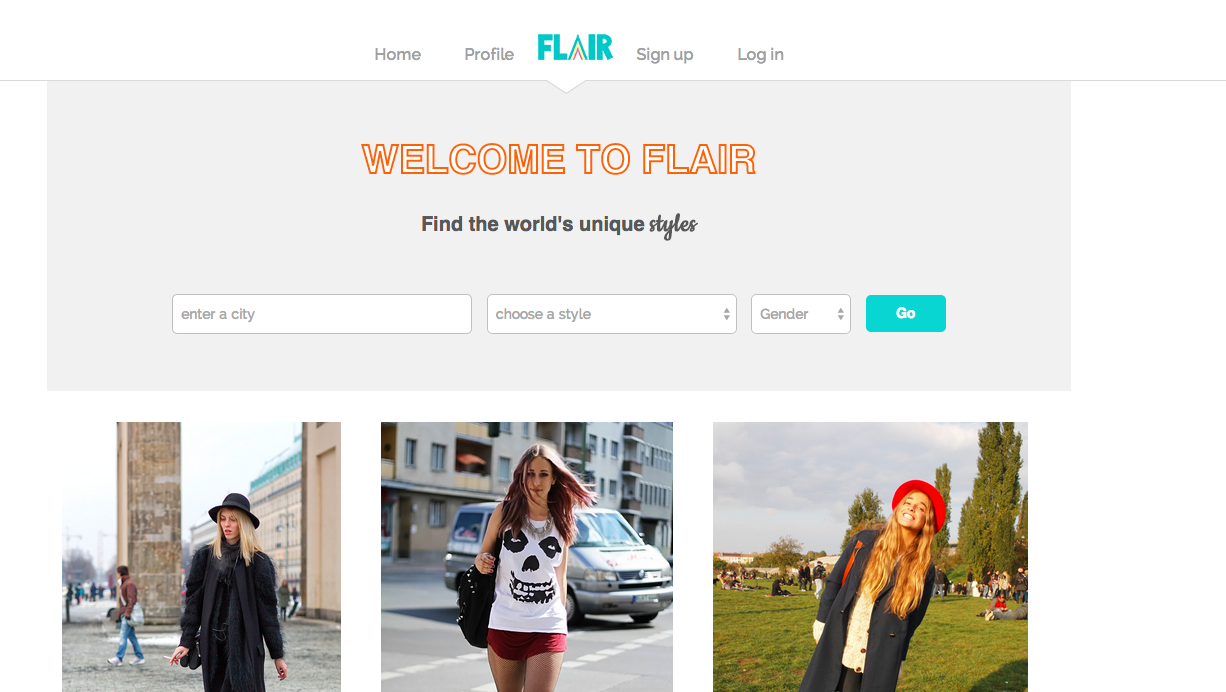 Home Profile FLAIR Sign up Log in
WELCOME TO FLAIR
Find the world's unique styles
enter a city choose a style Gender Go